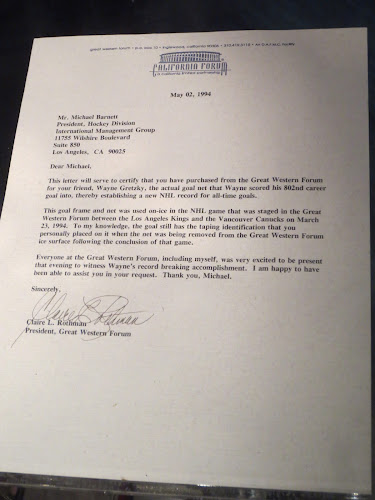 CALIFORNIA FORUM
a California limited partnership
May 02, 1994
Mr. Michael Barnett
President, Hockey Division
International Management Group
11755 Wilshire Boulevard
Suite 850
Los Angeles, CA 90025
Dear Michael,
This letter will serve to certify that you have purchased from the Great Western Forum
for your friend, Wayne Gretzky, the actual goal net that Wayne scored his 802nd career
goal into, thereby establishing a new NHL record for all-time goals.
This goal frame and net was used on-ice in the NHL game that was staged in the Great
Western Forum between the Los Angeles Kings and the Vancouver Canucks on March
23, 1994. To my knowledge, the goal still has the taping identification that you
personally placed on it when the net was being removed from the Great Western Forum
ice surface following the conclusion of that game.
Everyone at the Great Western Forum, including myself, was very excited to be present
that evening to witness Wayne's record breaking accomplishment. I am happy to have
been able to assist you in your request. Thank you, Michael.
Sincerely,
Claire L. Rothman
Claire L. Rothman
President, Great Western Forum